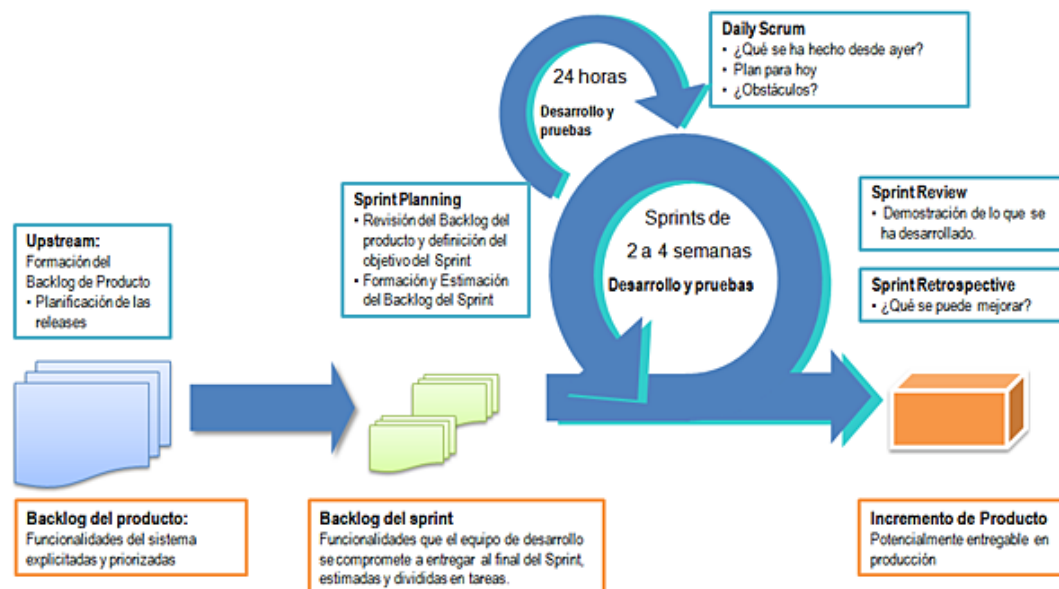 Daily Scrum
• ¿Qué se ha hecho desde ayer?
• Plan para hoy
• ¿Obstáculos?
24 horas
Desarrollo y
pruebas
Sprint Planning
• Revisión del Backlog del
producto y definición del
objetivo del Sprint
• Formación y Estimación
del Backlog del Sprint
Sprints de
2 a 4 semanas
Desarrollo y pruebas
Sprint Review
• Demostración de lo que se
ha desarrollado.
Sprint Retrospective
• ¿Qué se puede mejorar?
Upstream:
Formación del
Backlog de Producto
• Planificación de las
releases
Backlog del producto:
Funcionalidades del sistema
explicitadas y priorizadas
Backlog del sprint
Funcionalidades que el equipo de desarrollo
se compromete a entregar al final del Sprint,
estimadas y divididas en tareas.
Incremento de Producto
Potencialmente entregable en
producción